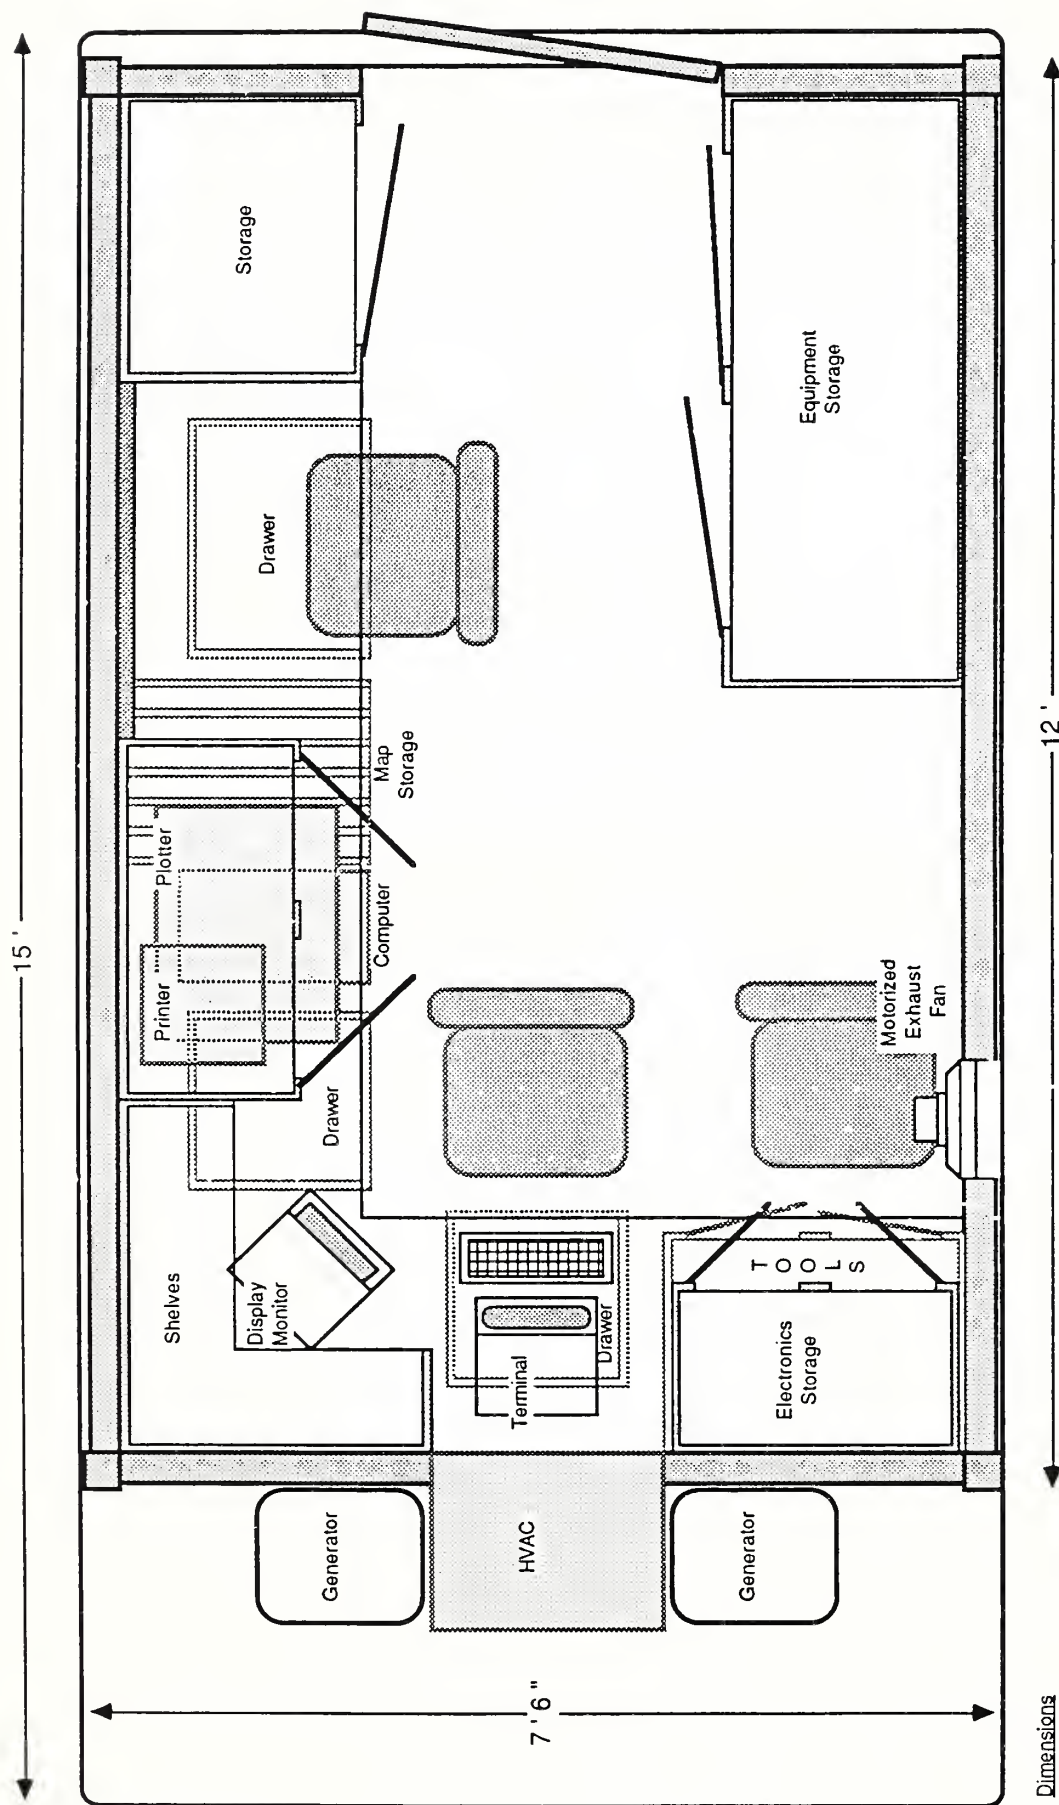 15'
Storage
Equipment
Storage
Drawer
Map
Storage
Plotter
Computer
Printer
Motorized
Exhaust
Fan
Drawer
Shelves
Display
Monitor
Terminal
Drawer
TOOLS
Electronics
Storage
Generator
HVAC
Generator
7'6"
12'
Dimensions